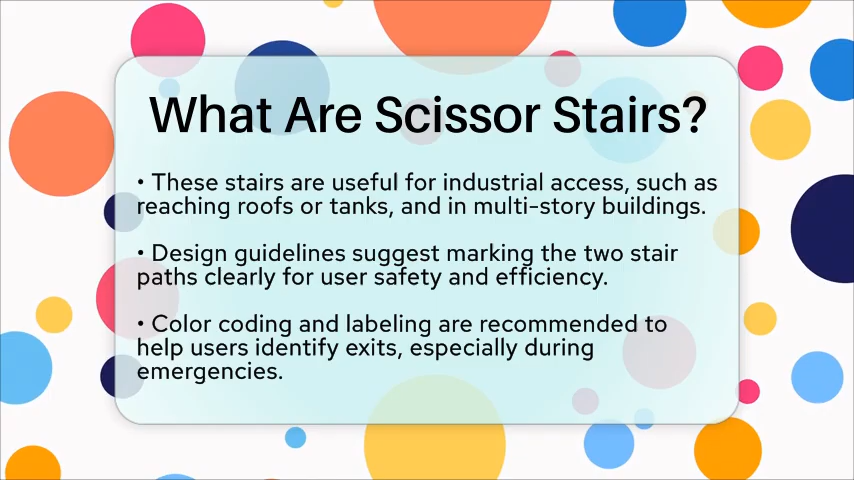 What Are Scissor Stairs?
• These stairs are useful for industrial access, such as
reaching roofs or tanks, and in multi-story buildings.
• Design guidelines suggest marking the two stair
paths clearly for user safety and efficiency.
• Color coding and labeling are recommended to
help users identify exits, especially during
emergencies.